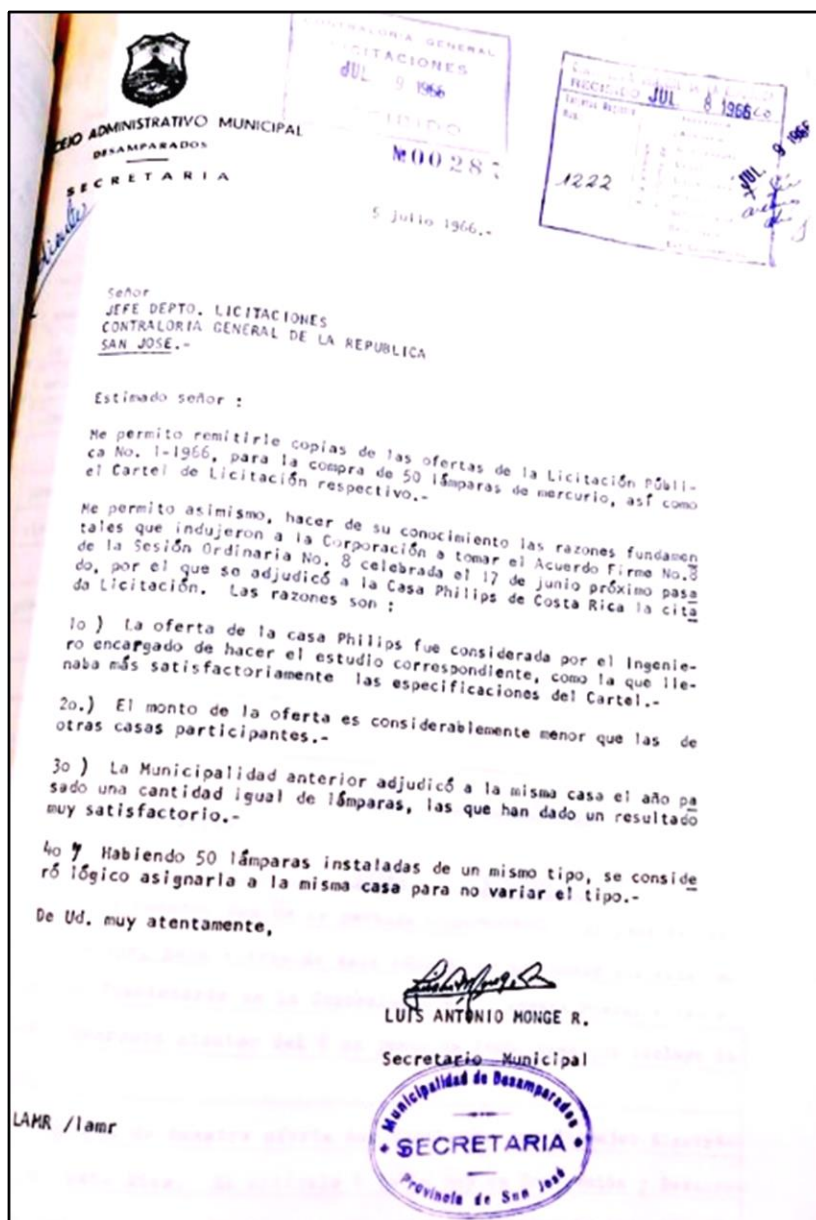 CONTRALORIA GENERAL
LICITACIONES
JUL 9 1966
№00287
RECIBIDO JUL 8 1966
1222
JUL 9 1966
CEJO ADMINISTRATIVO MUNICIPAL
DESAMPARADOS
SECRETARIA
5 julio 1966.-
Señor
JEFE DEPTO. LICITACIONES
CONTRALORIA GENERAL DE LA REPUBLICA
SAN JOSE.-
Estimado señor :
Me permito remitirle copias de las ofertas de la Licitación Públi-
ca No. 1-1966, para la compra de 50 lámparas de mercurio, así como
el Cartel de Licitación respectivo.-
Me permito asimismo, hacer de su conocimiento las razones fundamen
tales que indujeron a la Corporación a tomar el Acuerdo Firme No.8
de la Sesión Ordinaria No. 8 celebrada el 17 de junio próximo pasa
do, por el que se adjudicó a la Casa Philips de Costa Rica la cita
da Licitación. Las razones son :
1o ) La oferta de la casa Philips fue considerada por el Ingenie-
ro encargado de hacer el estudio correspondiente, como la que lle-
naba más satisfactoriamente las especificaciones del Cartel.-
2o.) El monto de la oferta es considerablemente menor que las de
otras casas participantes.-
3o ) La Municipalidad anterior adjudicó a la misma casa el año pa
sado una cantidad igual de lámparas, las que han dado un resultado
muy satisfactorio.-
4o ) Habiendo 50 lámparas instaladas de un mismo tipo, se conside
ró lógico asignarla a la misma casa para no variar el tipo.-
De Ud. muy atentamente,
LUIS ANTONIO MONGE R.
Secretario Municipal
Municipalidad de Desamparados
SECRETARIA
Provincia de San José
LAMR /lamr